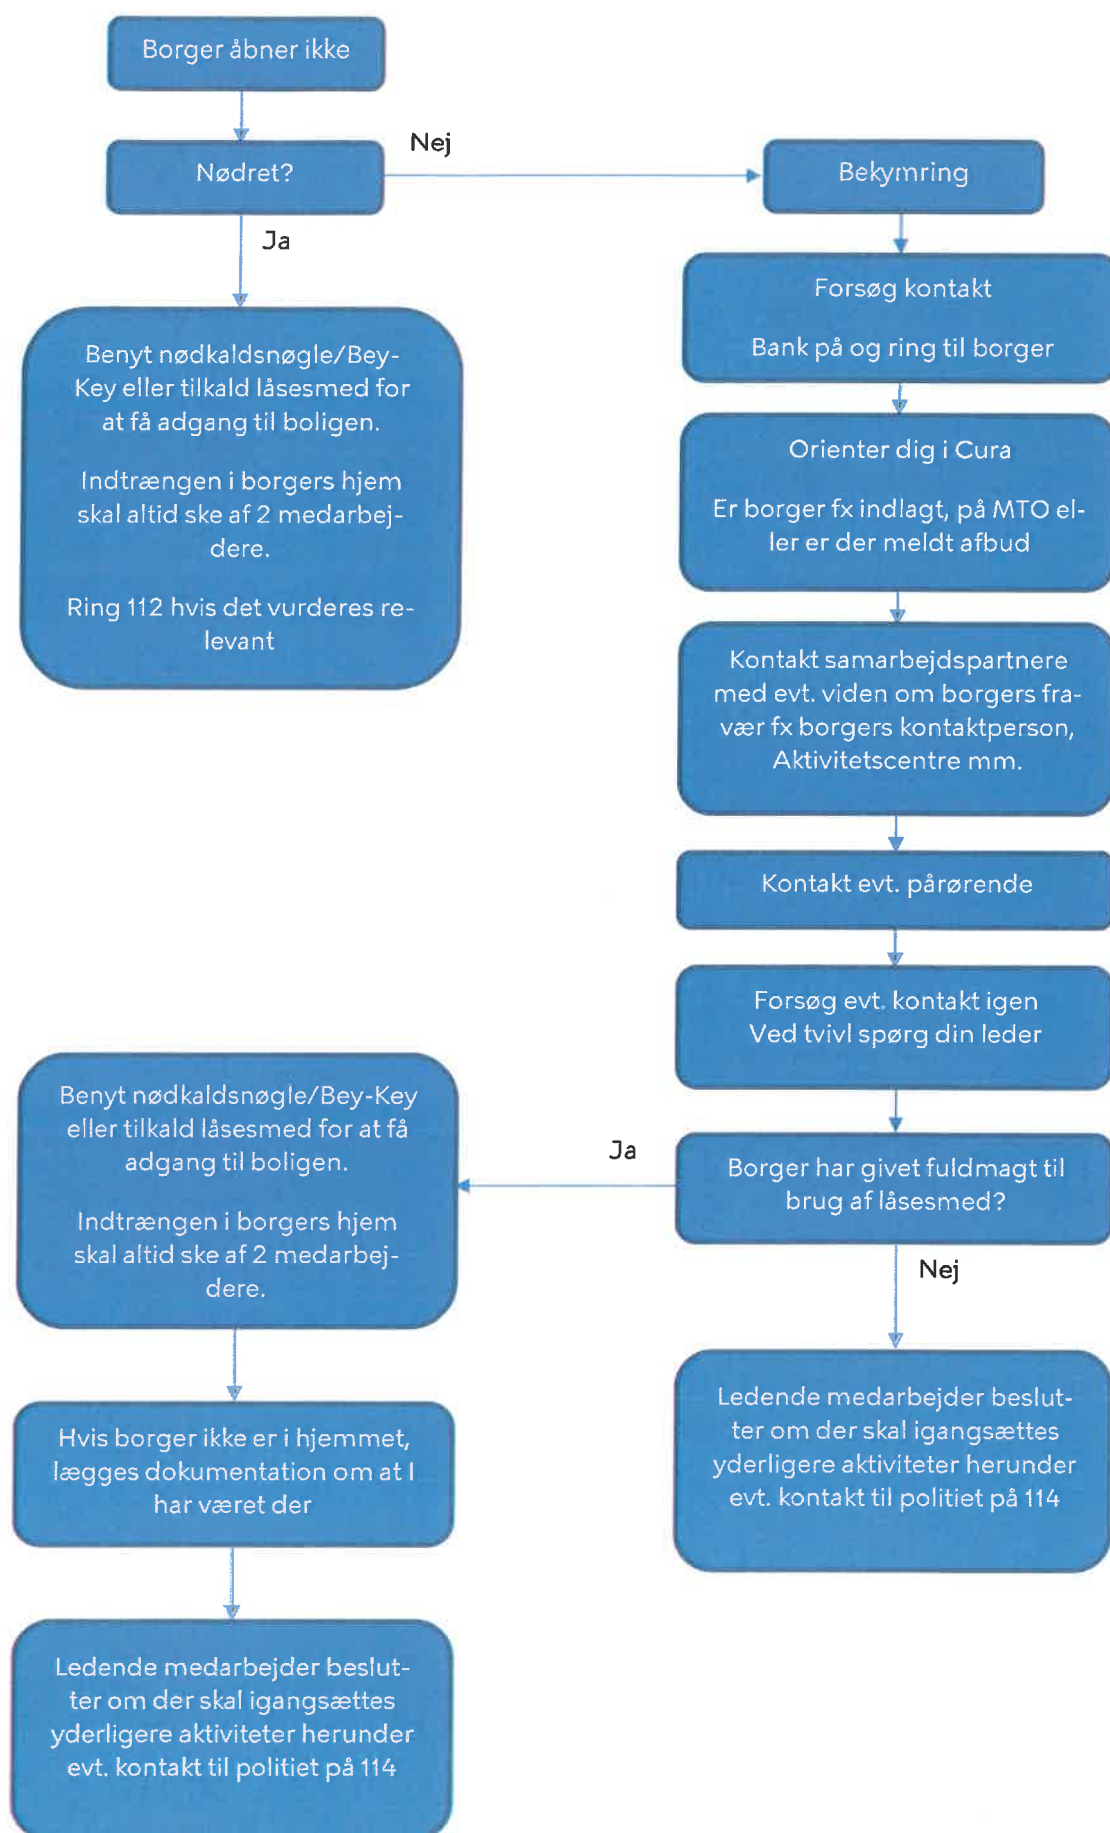 Borger åbner ikke
Nødret?
Nej
Ja
Benyt nødkaldsnøgle/Bey-
Key eller tilkald låsesmed for
at få adgang til boligen.
Indtrængen i borgers hjem
skal altid ske af 2 medarbej-
dere.
Ring 112 hvis det vurderes re-
levant
Bekymring
Forsøg kontakt
Bank på og ring til borger
Orienter dig i Cura
Er borger fx indlagt, på MTO el-
ler er der meldt afbud
Kontakt samarbejdspartnere
med evt. viden om borgers fra-
vær fx borgers kontaktperson,
Aktivitetscentre mm.
Kontakt evt. pårørende
Forsøg evt. kontakt igen
Ved tvivl spørg din leder
Borger har givet fuldmagt til
brug af låsesmed?
Ja
Nej
Benyt nødkaldsnøgle/Bey-Key
eller tilkald låsesmed for at få
adgang til boligen.
Indtrængen i borgers hjem
skal altid ske af 2 medarbej-
dere.
Hvis borger ikke er i hjemmet,
lægges dokumentation om at I
har været der
Ledende medarbejder beslut-
ter om der skal igangsættes
yderligere aktiviteter herunder
evt. kontakt til politiet på 114
Ledende medarbejder beslut-
ter om der skal igangsættes
yderligere aktiviteter herunder
evt. kontakt til politiet på 114